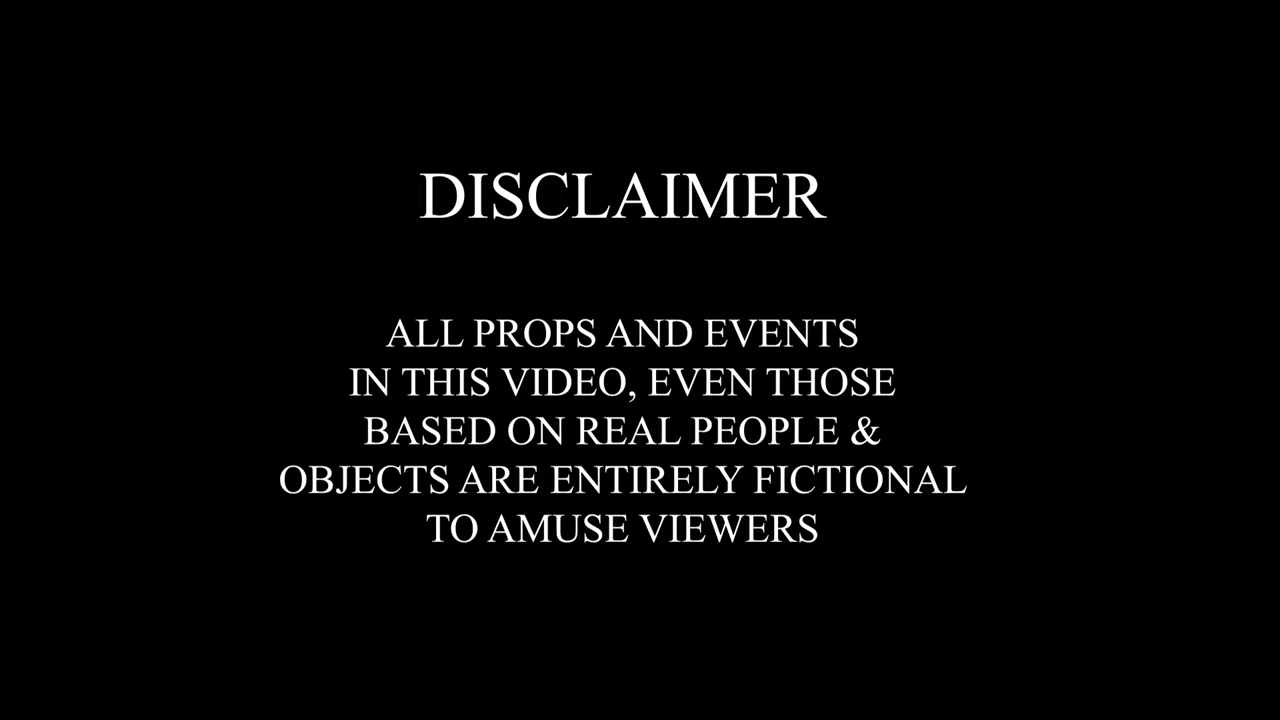 DISCLAIMER
ALL PROPS AND EVENTS
IN THIS VIDEO, EVEN THOSE
BASED ON REAL PEOPLE &
OBJECTS ARE ENTIRELY FICTIONAL
TO AMUSE VIEWERS